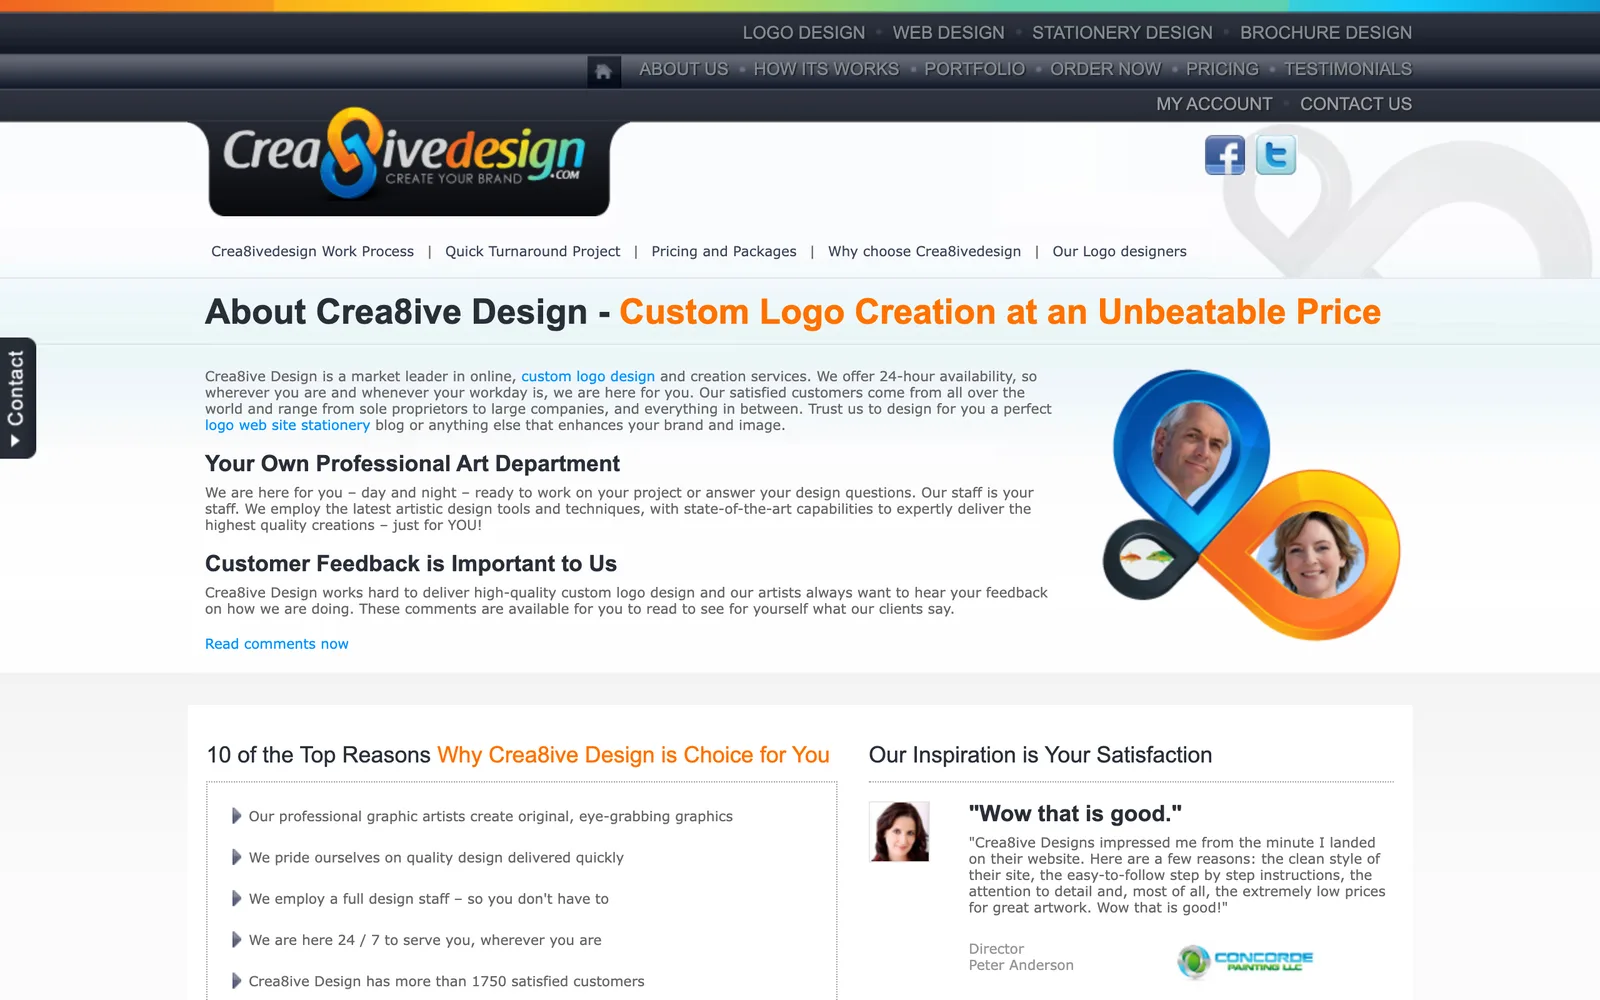 LOGO DESIGN • WEB DESIGN • STATIONERY DESIGN • BROCHURE DESIGN
ABOUT US • HOW ITS WORKS • PORTFOLIO • ORDER NOW • PRICING • TESTIMONIALS
MY ACCOUNT • CONTACT US
Crea8ivedesign.COM
CREATE YOUR BRAND
Crea8ivedesign Work Process | Quick Turnaround Project | Pricing and Packages | Why choose Crea8ivedesign | Our Logo designers
About Crea8ive Design - Custom Logo Creation at an Unbeatable Price
Contact
Crea8ive Design is a market leader in online, custom logo design and creation services. We offer 24-hour availability, so
wherever you are and whenever your workday is, we are here for you. Our satisfied customers come from all over the
world and range from sole proprietors to large companies, and everything in between. Trust us to design for you a perfect
logo web site stationery blog or anything else that enhances your brand and image.
Your Own Professional Art Department
We are here for you – day and night – ready to work on your project or answer your design questions. Our staff is your
staff. We employ the latest artistic design tools and techniques, with state-of-the-art capabilities to expertly deliver the
highest quality creations – just for YOU!
Customer Feedback is Important to Us
Crea8ive Design works hard to deliver high-quality custom logo design and our artists always want to hear your feedback
on how we are doing. These comments are available for you to read to see for yourself what our clients say.
Read comments now
10 of the Top Reasons Why Crea8ive Design is Choice for You
Our professional graphic artists create original, eye-grabbing graphics
We pride ourselves on quality design delivered quickly
We employ a full design staff – so you don't have to
We are here 24 / 7 to serve you, wherever you are
Crea8ive Design has more than 1750 satisfied customers
Our Inspiration is Your Satisfaction
"Wow that is good."
"Crea8ive Designs impressed me from the minute I landed
on their website. Here are a few reasons: the clean style of
their site, the easy-to-follow step by step instructions, the
attention to detail and, most of all, the extremely low prices
for great artwork. Wow that is good!"
Director
Peter Anderson
CONCORDE
PAINTING LLC